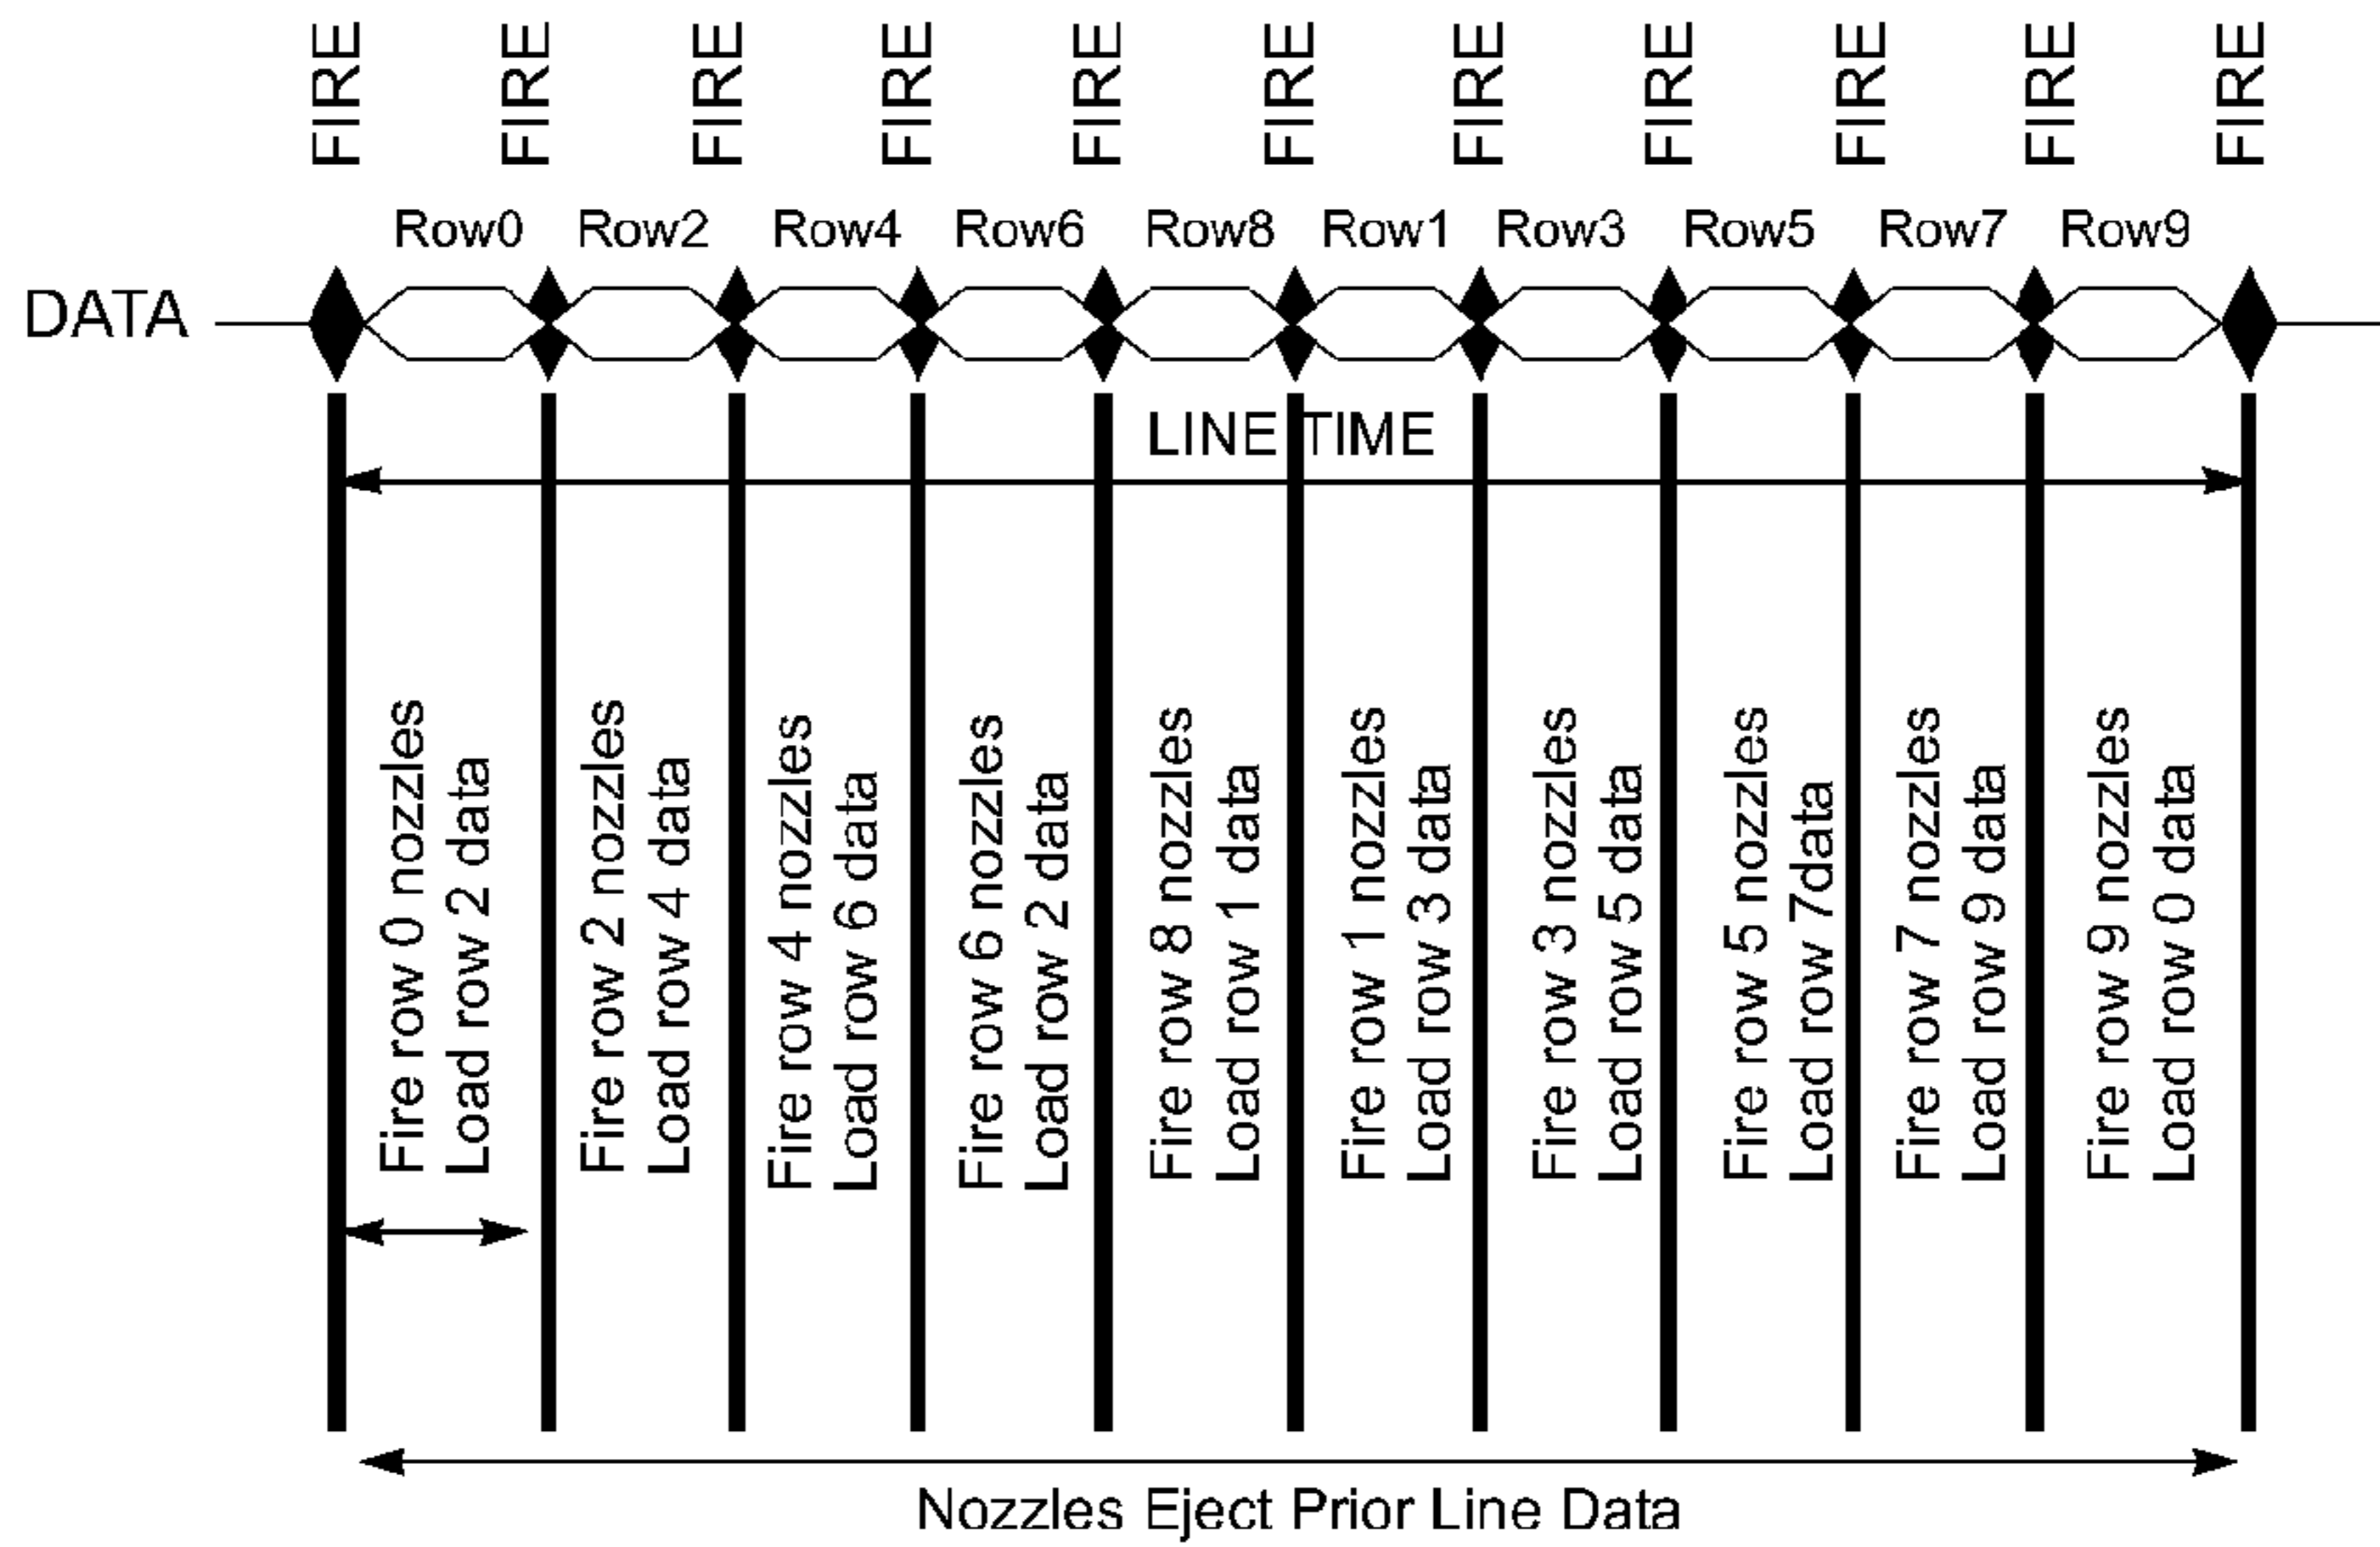 FIRE FIRE FIRE FIRE FIRE FIRE FIRE FIRE FIRE FIRE FIRE
Row0 Row2 Row4 Row6 Row8 Row1 Row3 Row5 Row7 Row9
DATA
LINE TIME
Fire row 0 nozzles
Load row 2 data
Fire row 2 nozzles
Load row 4 data
Fire row 4 nozzles
Load row 6 data
Fire row 6 nozzles
Load row 2 data
Fire row 8 nozzles
Load row 1 data
Fire row 1 nozzles
Load row 3 data
Fire row 3 nozzles
Load row 5 data
Fire row 5 nozzles
Load row 7data
Fire row 7 nozzles
Load row 9 data
Fire row 9 nozzles
Load row 0 data
Nozzles Eject Prior Line Data